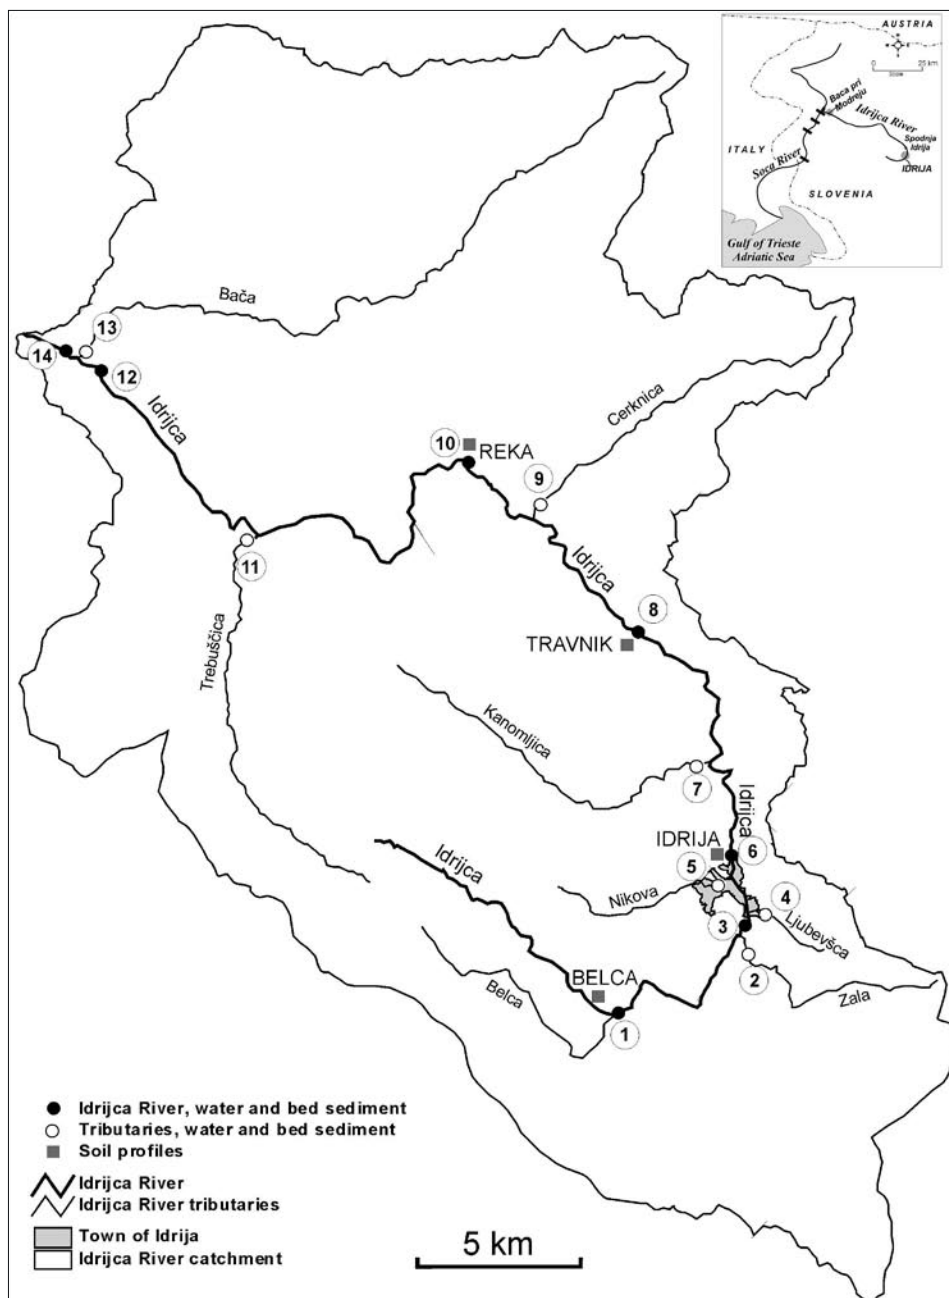 AUSTRIA
N
0 25 km
Scale
Baca pri
Modreju
Idrijca River
Spodnja
Idrija
IDRIJA
ITALY
Soca River
SLOVENIA
Gulf of Trieste
Adriatic Sea
Bača
13
14
12
Idrijca
Cerknica
10
REKA
9
11
Idrijca
8
TRAVNIK
Trebuščica
Kanomljica
7
Idrijca
IDRIJA
6
5
Nikova
4
Ljubevšca
3
Idrijca
2
BELCA
Belca
Zala
1
Idrijca River, water and bed sediment
Tributaries, water and bed sediment
Soil profiles
Idrijca River
Idrijca River tributaries
Town of Idrija
Idrijca River catchment
5 km